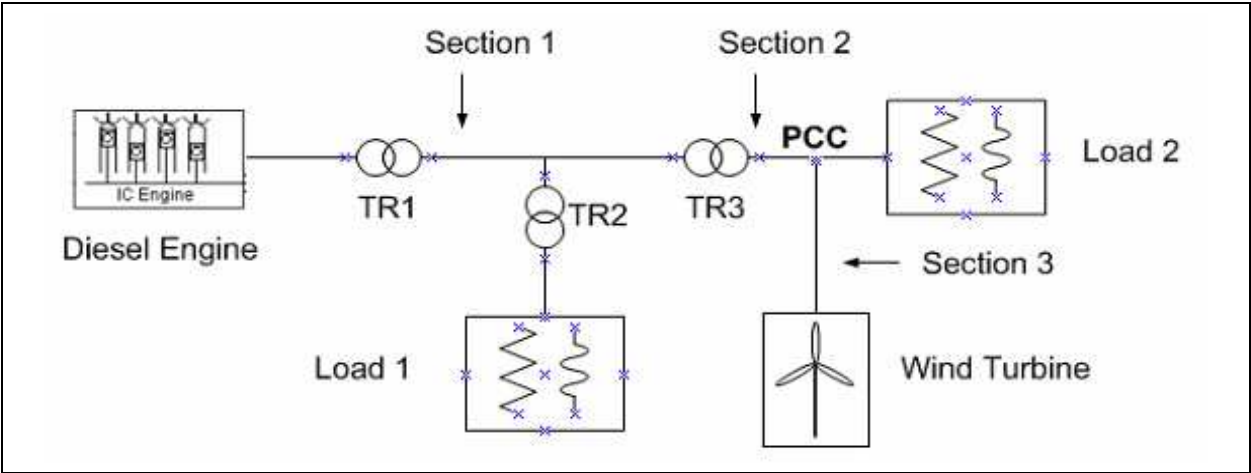 Section 1
Section 2
PCC
Load 2
IC Engine
TR1
TR2
TR3
Diesel Engine
Section 3
Load 1
Wind Turbine